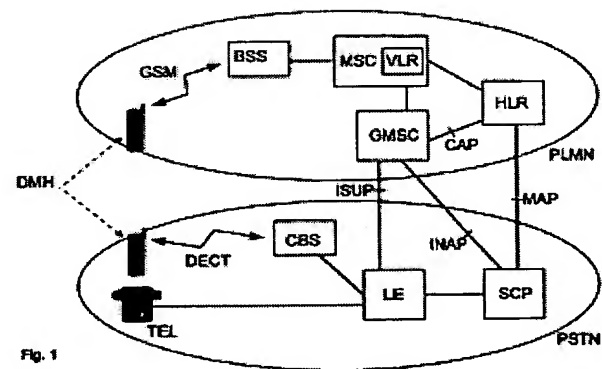 BSS
MSC VLR
GSM
HLR
GMSC
CAP
PLMN
DMH
ISUP
MAP
CBS
INAP
DECT
LE
SCP
TEL
PSTN
Fig. 1